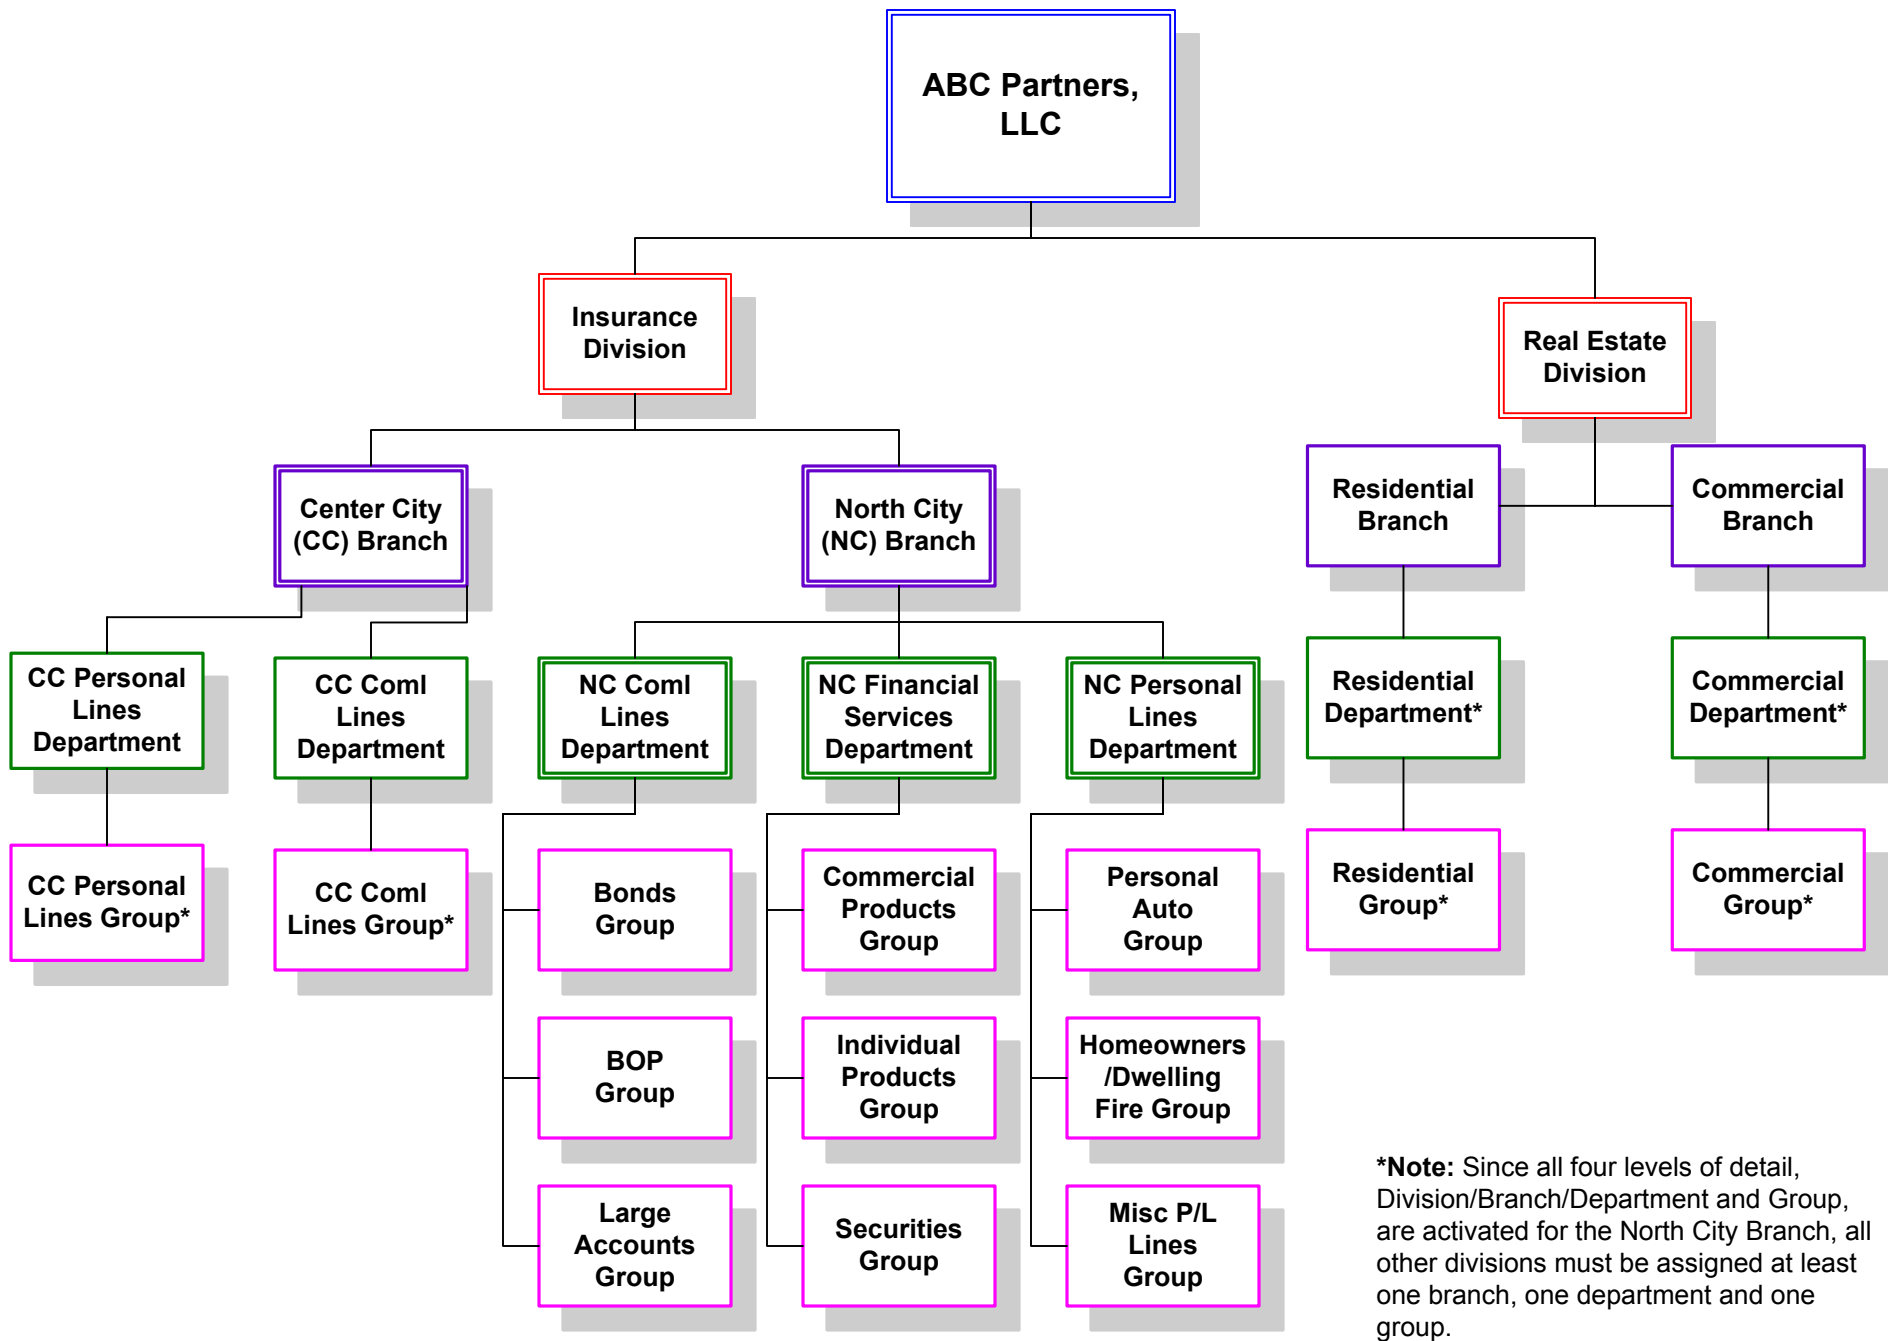 ABC Partners,
LLC
Insurance
Division
Real Estate
Division
Center City
(CC) Branch
North City
(NC) Branch
Residential
Branch
Commercial
Branch
CC Personal
Lines
Department
CC Coml
Lines
Department
NC Coml
Lines
Department
NC Financial
Services
Department
NC Personal
Lines
Department
Residential
Department*
Commercial
Department*
CC Personal
Lines Group*
CC Coml
Lines Group*
Bonds
Group
Commercial
Products
Group
Personal
Auto
Group
Residential
Group*
Commercial
Group*
BOP
Group
Individual
Products
Group
Homeowners
/Dwelling
Fire Group
Large
Accounts
Group
Securities
Group
Misc P/L
Lines
Group
*Note: Since all four levels of detail,
Division/Branch/Department and Group,
are activated for the North City Branch, all
other divisions must be assigned at least
one branch, one department and one
group.